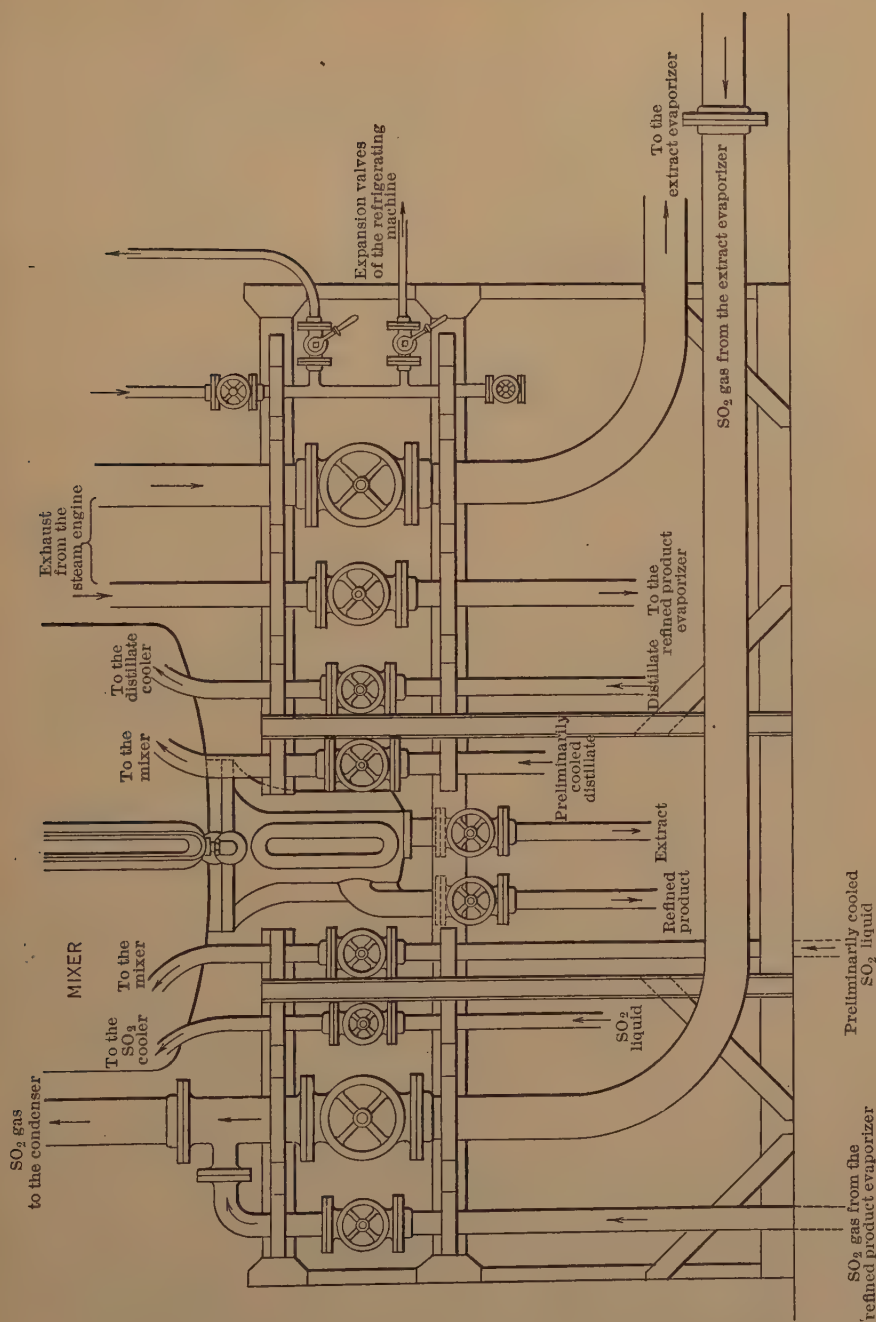 SO₂ gas
to the condenser
MIXER
To the
SO₂
cooler
To the
mixer
To the
mixer
To the
distillate
cooler
Exhaust
from the
steam engine
Expansion valves
of the refrigerating
machine
To the
extract evaporizer
SO₂ gas from the extract evaporizer
SO₂
liquid
Refined
product
Extract
Preliminarily
cooled
distillate
Distillate
To the
refined product
evaporizer
SO₂ gas from the
refined product evaporizer
Preliminarily cooled
SO₂ liquid